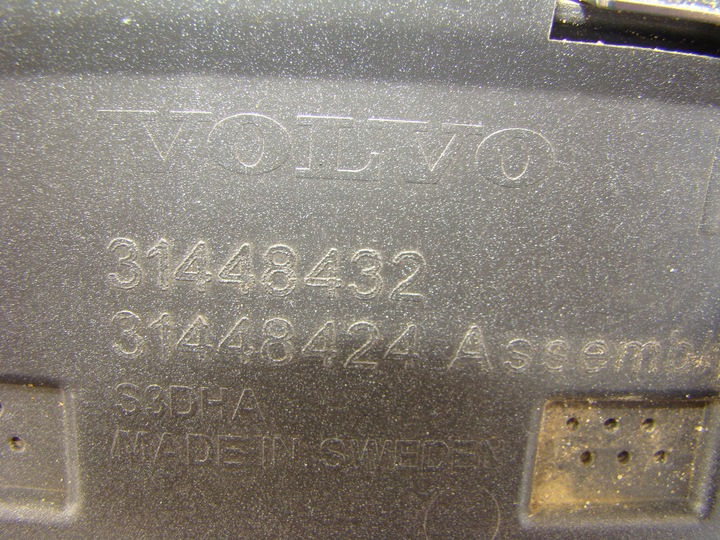 VOLVO
31448432
31448424 Assemb
S3DHA
MADE IN SWEDEN